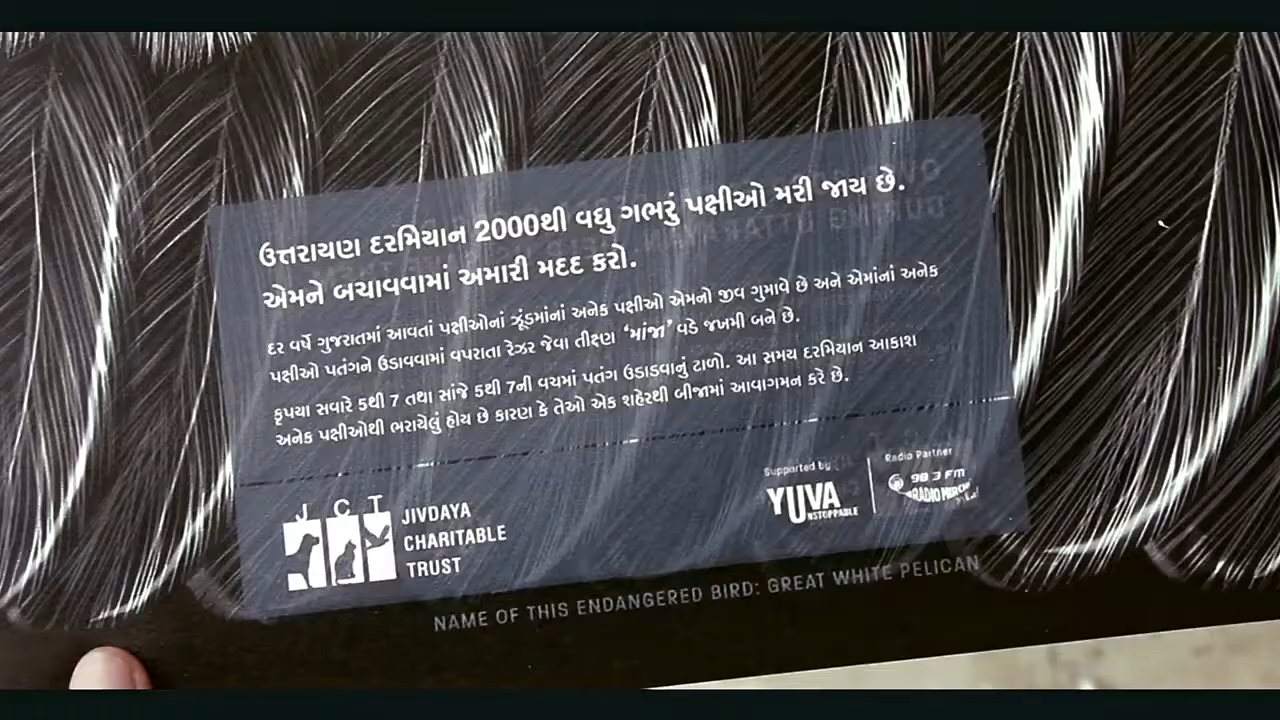 ઉત્તરાયણ દરમિયાન 2000થી વધુ ગભરું પક્ષીઓ મરી જાય છે.
એમને બચાવવામાં અમારી મદદ કરો.
દર વર્ષે ગુજરાતમાં આવતાં પક્ષીઓનાં ઝૂંડમાંનાં અનેક પક્ષીઓ એમનો જીવ ગુમાવે છે અને એમાંનાં અનેક
પક્ષીઓ પતંગને ઉડાવવામાં વપરાતા રેઝર જેવા તીક્ષ્ણ ‘માંજા’ વડે જખમી બને છે.
કૃપયા સવારે 5થી 7 તથા સાંજે 5થી 7ની વચમાં પતંગ ઉડાડવાનું ટાળો. આ સમય દરમિયાન આકાશ
અનેક પક્ષીઓથી ભરાયેલું હોય છે કારણ કે તેઓ એક શહેરથી બીજામાં આવાગમન કરે છે.
J C T
JIVDAYA
CHARITABLE
TRUST
Supported by
YUVA
UNSTOPPABLE
Radio Partner
98.3 FM
RADIO MIRCHI
NAME OF THIS ENDANGERED BIRD: GREAT WHITE PELICAN